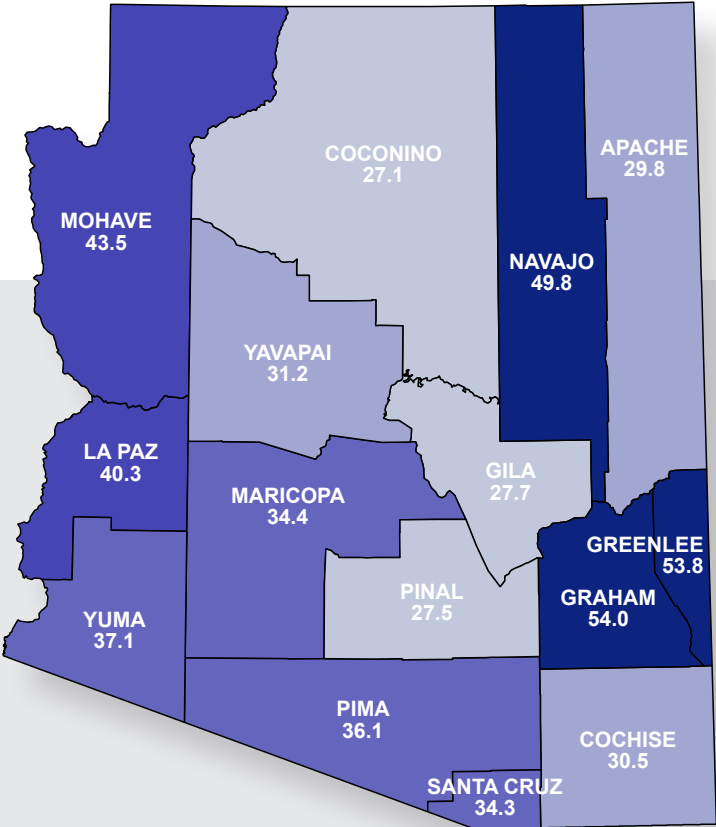 COCONINO
27.1
APACHE
29.8
MOHAVE
43.5
NAVAJO
49.8
YAVAPAI
31.2
LA PAZ
40.3
MARICOPA
34.4
GILA
27.7
GREENLEE
53.8
PINAL
27.5
GRAHAM
54.0
YUMA
37.1
PIMA
36.1
COCHISE
30.5
SANTA CRUZ
34.3